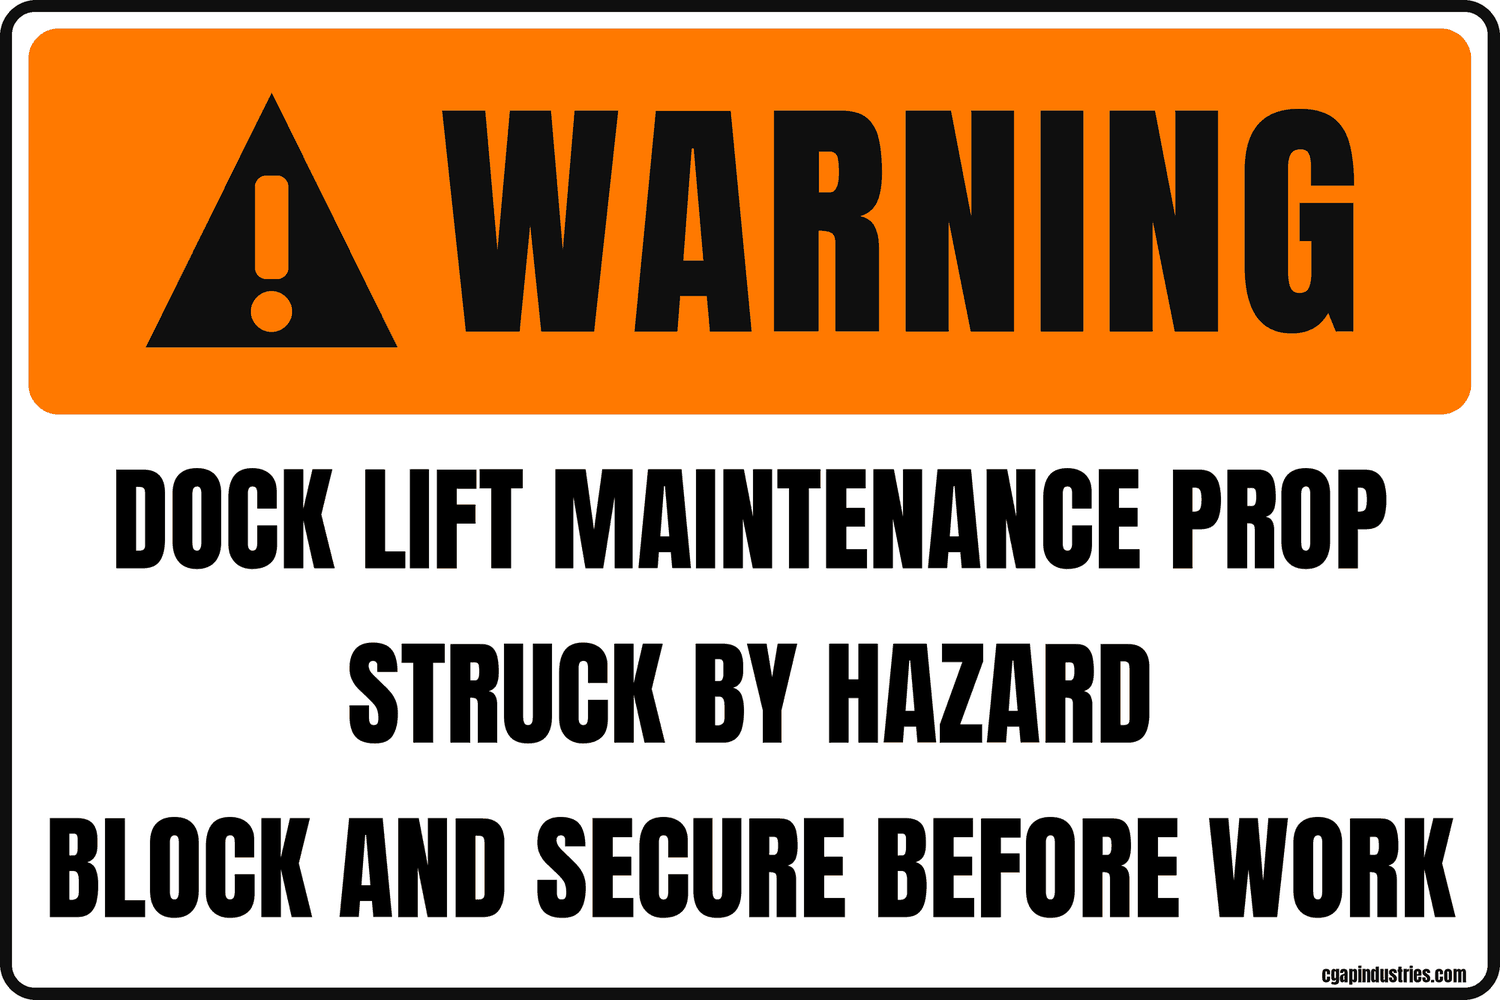 WARNING
DOCK LIFT MAINTENANCE PROP
STRUCK BY HAZARD
BLOCK AND SECURE BEFORE WORK
cgapindustries.com